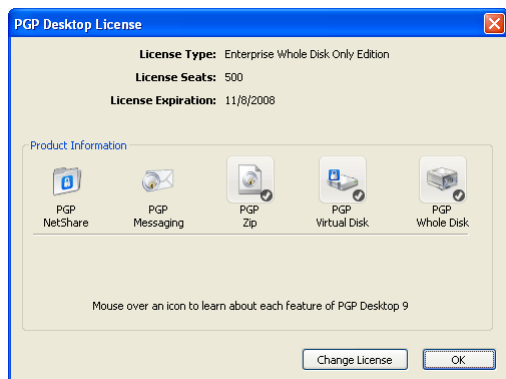 PGP Desktop License
License Type: Enterprise Whole Disk Only Edition
License Seats: 500
License Expiration: 11/8/2008
Product Information
PGP NetShare
PGP Messaging
PGP Zip
PGP Virtual Disk
PGP Whole Disk
Mouse over an icon to learn about each feature of PGP Desktop 9
Change License
OK